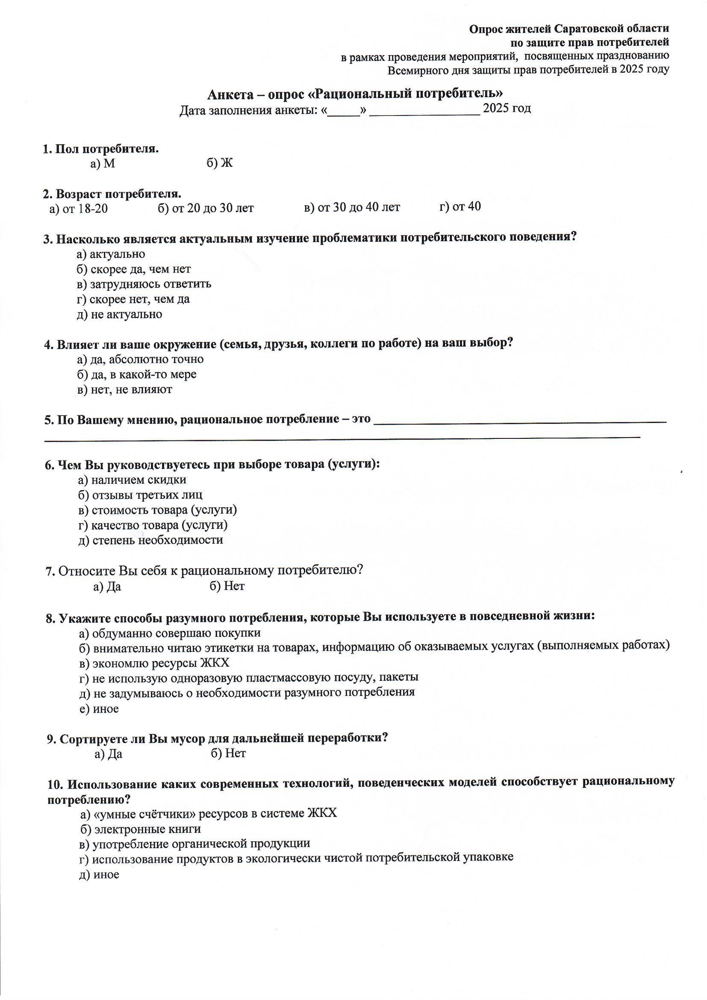 Опрос жителей Саратовской области
по защите прав потребителей
в рамках проведения мероприятий, посвященных празднованию
Всемирного дня защиты прав потребителей в 2025 году
Анкета – опрос «Рациональный потребитель»
Дата заполнения анкеты: «_____» _________________ 2025 год
1. Пол потребителя.
а) М б) Ж
2. Возраст потребителя.
а) от 18-20 б) от 20 до 30 лет в) от 30 до 40 лет г) от 40
3. Насколько является актуальным изучение проблематики потребительского поведения?
а) актуально
б) скорее да, чем нет
в) затрудняюсь ответить
г) скорее нет, чем да
д) не актуально
4. Влияет ли ваше окружение (семья, друзья, коллеги по работе) на ваш выбор?
а) да, абсолютно точно
б) да, в какой-то мере
в) нет, не влияют
5. По Вашему мнению, рациональное потребление – это
6. Чем Вы руководствуетесь при выборе товара (услуги):
а) наличием скидки
б) отзывы третьих лиц
в) стоимость товара (услуги)
г) качество товара (услуги)
д) степень необходимости
7. Относите Вы себя к рациональному потребителю?
а) Да б) Нет
8. Укажите способы разумного потребления, которые Вы используете в повседневной жизни:
а) обдуманно совершаю покупки
б) внимательно читаю этикетки на товарах, информацию об оказываемых услугах (выполняемых работах)
в) экономлю ресурсы ЖКХ
г) не использую одноразовую пластмассовую посуду, пакеты
д) не задумываюсь о необходимости разумного потребления
е) иное
9. Сортируете ли Вы мусор для дальнейшей переработки?
а) Да б) Нет
10. Использование каких современных технологий, поведенческих моделей способствует рациональному
потреблению?
а) «умные счётчики» ресурсов в системе ЖКХ
б) электронные книги
в) употребление органической продукции
г) использование продуктов в экологически чистой потребительской упаковке
д) иное